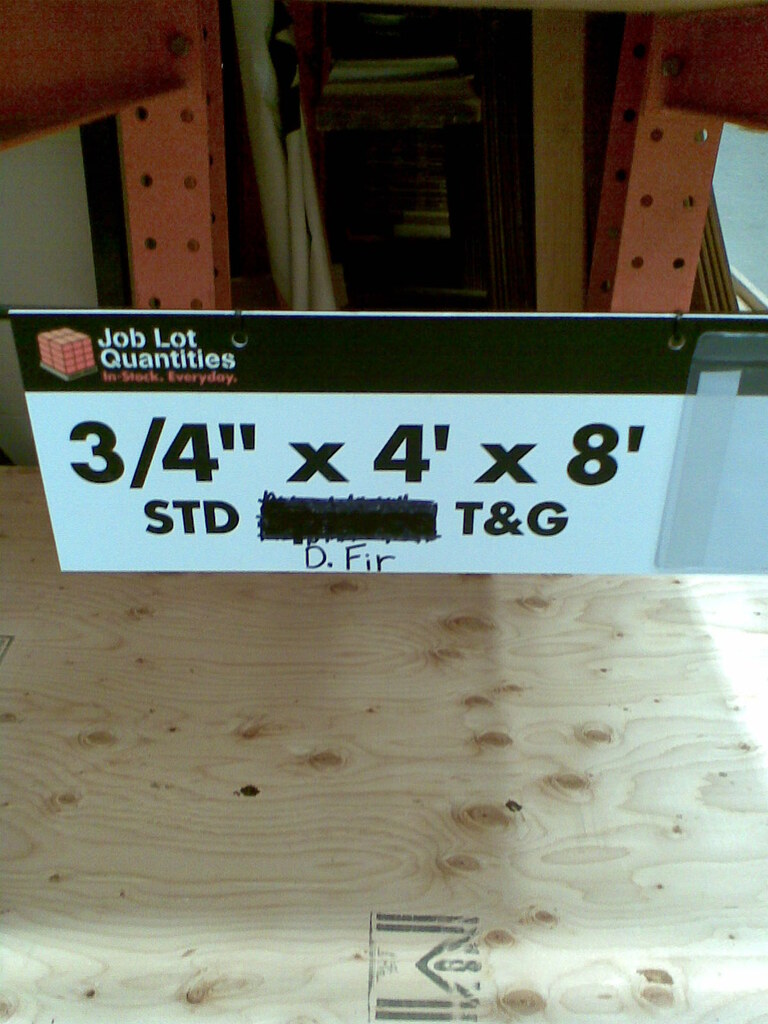 Job Lot
Quantities
In-Stock. Everyday.
3/4" x 4' x 8'
STD T&G
D. Fir